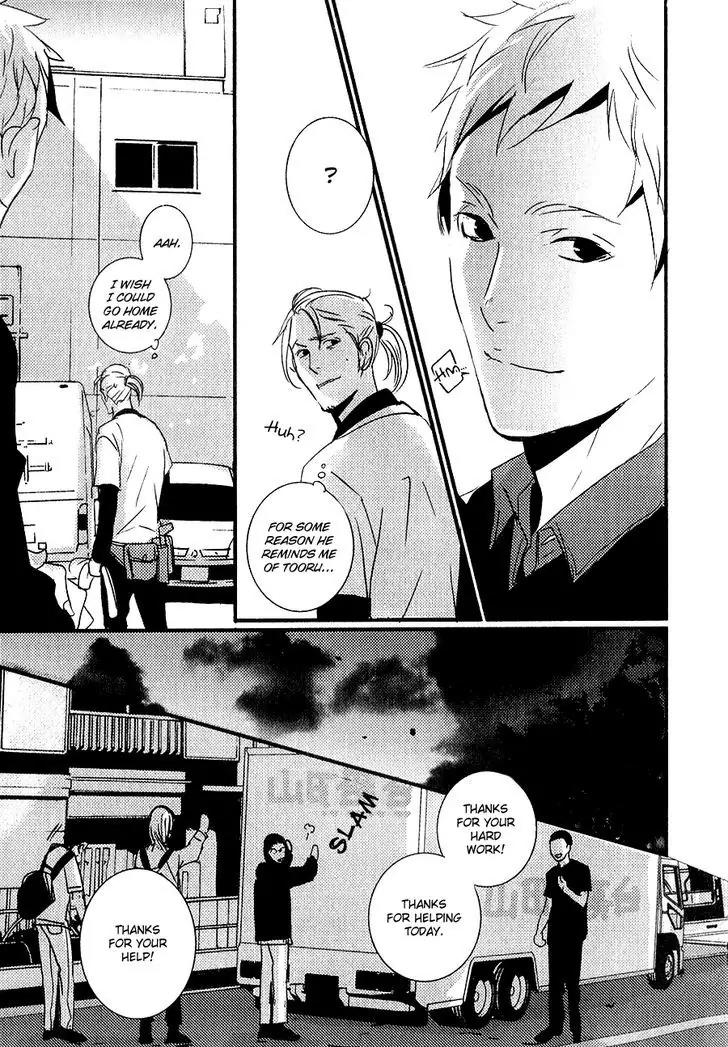 Hm...
?
Huh?
FOR SOME
REASON HE
REMINDS ME
OF TOORU...
AAH.
I WISH
I COULD
GO HOME
ALREADY.
THANKS
FOR YOUR
HARD
WORK!
THANKS
FOR HELPING
TODAY.
SLAM
THANKS
FOR YOUR
HELP!